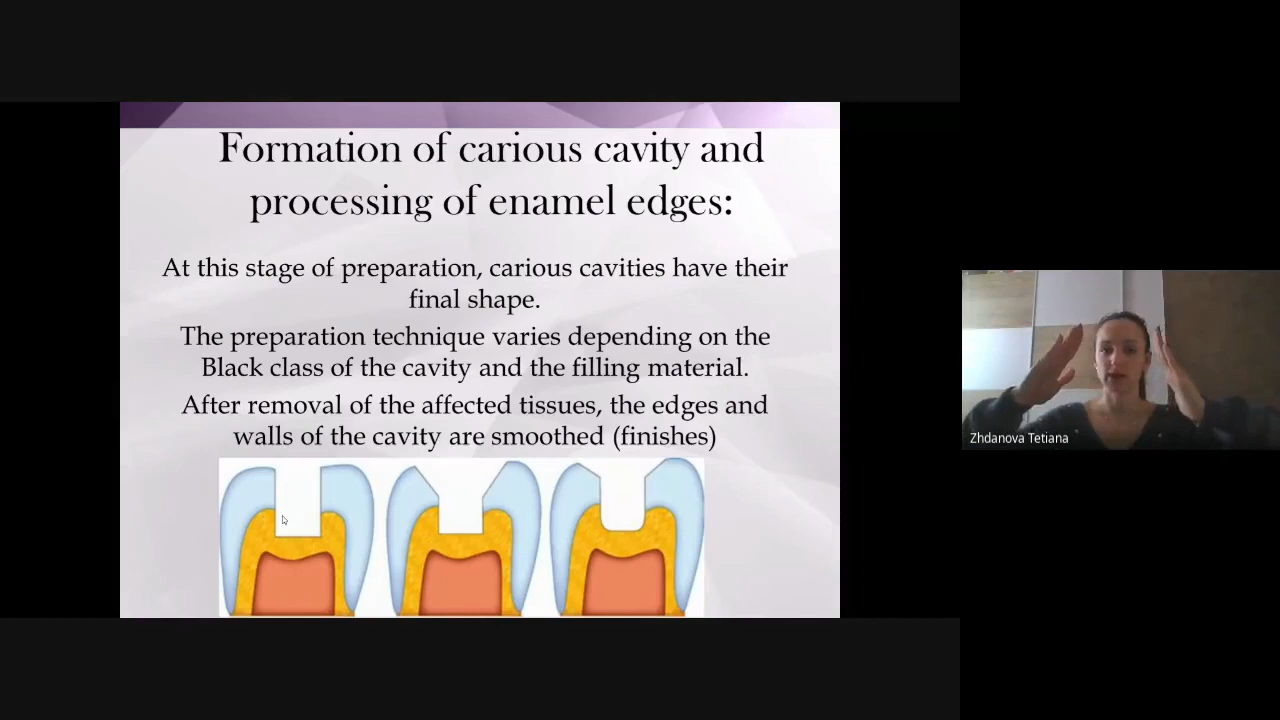 Formation of carious cavity and
processing of enamel edges:
At this stage of preparation, carious cavities have their
final shape.
The preparation technique varies depending on the
Black class of the cavity and the filling material.
After removal of the affected tissues, the edges and
walls of the cavity are smoothed (finishes)
Zhdanova Tetiana